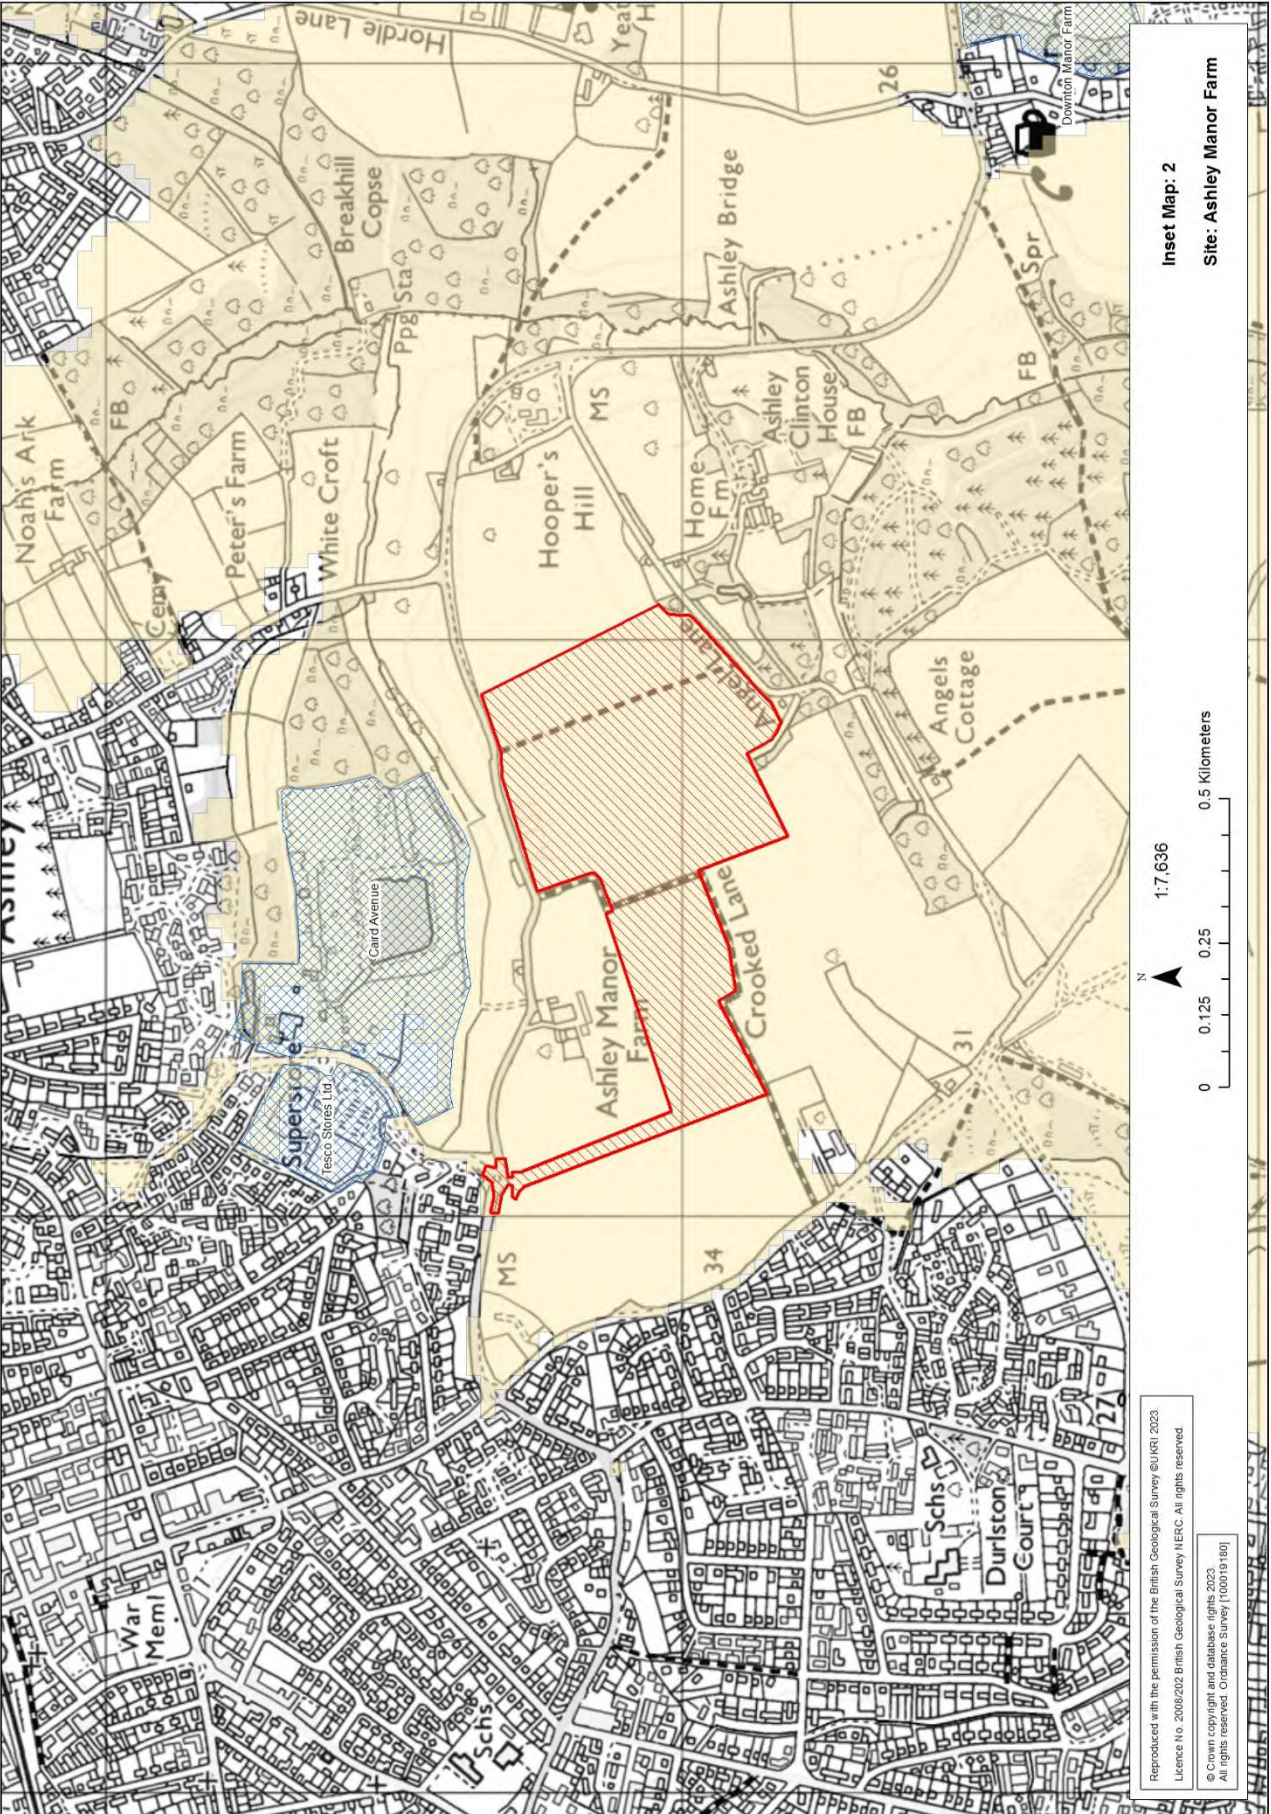 Ashley
Noah's Ark
Farm
FB
Cemy
Peter's Farm
White Croft
Ppg Sta
Breakhill
Copse
Hordle Lane
Superstore
Tesco Stores Ltd
Caird Avenue
War
Meml
Schs
MS
Ashley Manor
Farm
Hooper's
Hill
MS
Ashley Bridge
26
34
Crooked Lane
Angel Lane
Home
Fm
Ashley
Clinton
House
FB
Angels
Cottage
31
FB
Spr
Downton Manor Farm
Schs
Durlston
Court
27
Reproduced with the permission of the British Geological Survey ©UKRI 2023.
Licence No. 2008/202 British Geological Survey NERC. All rights reserved.
© Crown copyright and database rights 2023.
All rights reserved. Ordnance Survey [100019180]
N
1:7,636
0 0.125 0.25 0.5 Kilometers
Inset Map: 2
Site: Ashley Manor Farm